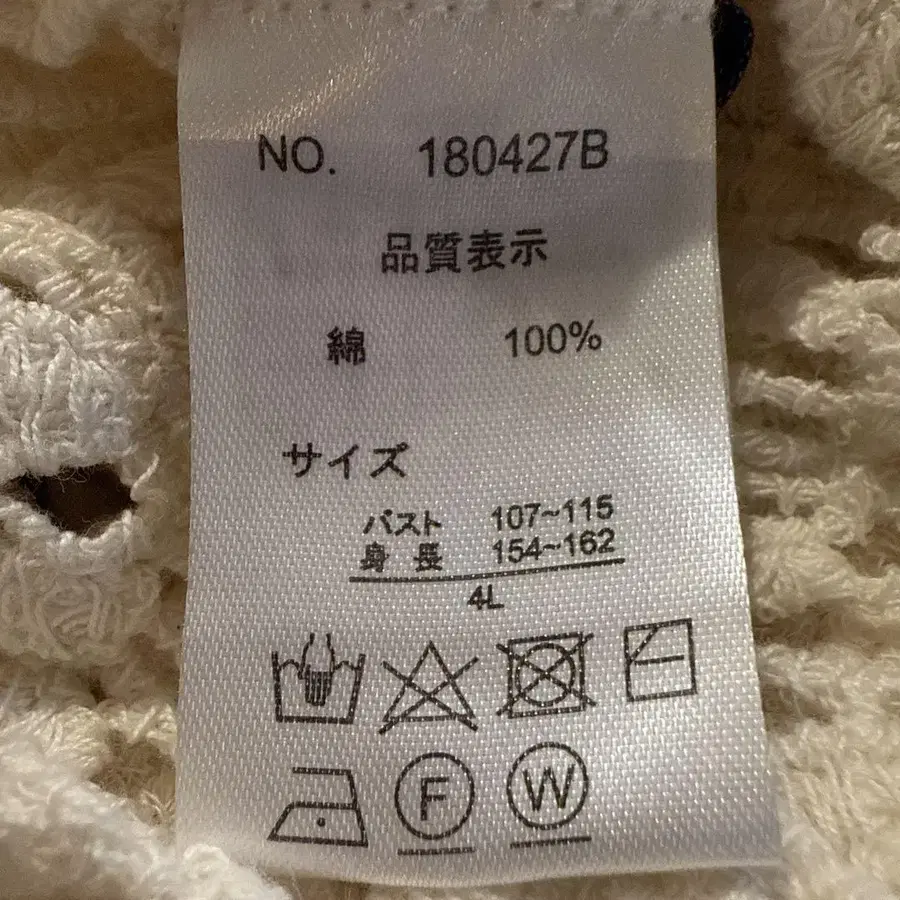 NO. 180427B
品質表示
綿 100%
サイズ
バスト 107~115
身長 154~162
4L
F W